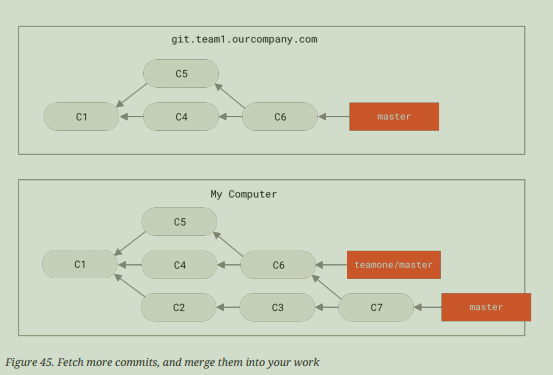 git.team1.ourcompany.com
C5
C1
C4
C6
master
My Computer
C5
C1
C4
C6
teamone/master
C2
C3
C7
master
Figure 45. Fetch more commits, and merge them into your work